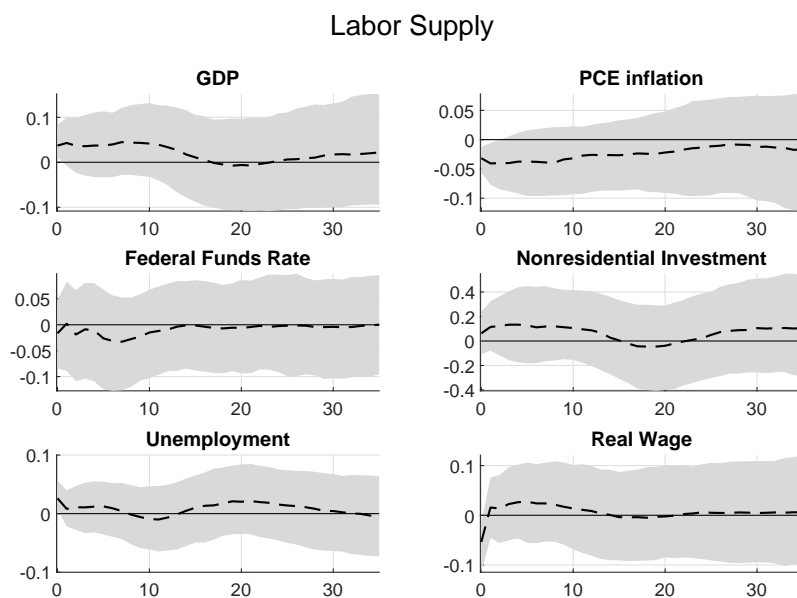 Labor Supply
GDP
0.1
0
-0.1
0 10 20 30
PCE inflation
0.05
0
-0.05
-0.1
0 10 20 30
Federal Funds Rate
0.05
0
-0.05
-0.1
0 10 20 30
Nonresidential Investment
0.4
0.2
0
-0.2
-0.4
0 10 20 30
Unemployment
0.1
0
-0.1
0 10 20 30
Real Wage
0.1
0
-0.1
0 10 20 30